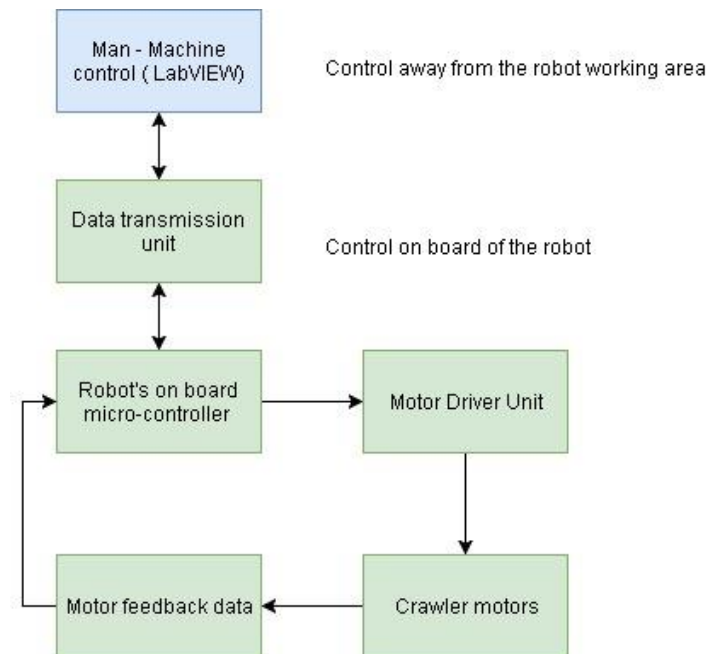 Man - Machine
control ( LabVIEW)
Control away from the robot working area
Data transmission
unit
Control on board of the robot
Robot's on board
micro-controller
Motor Driver Unit
Motor feedback data
Crawler motors